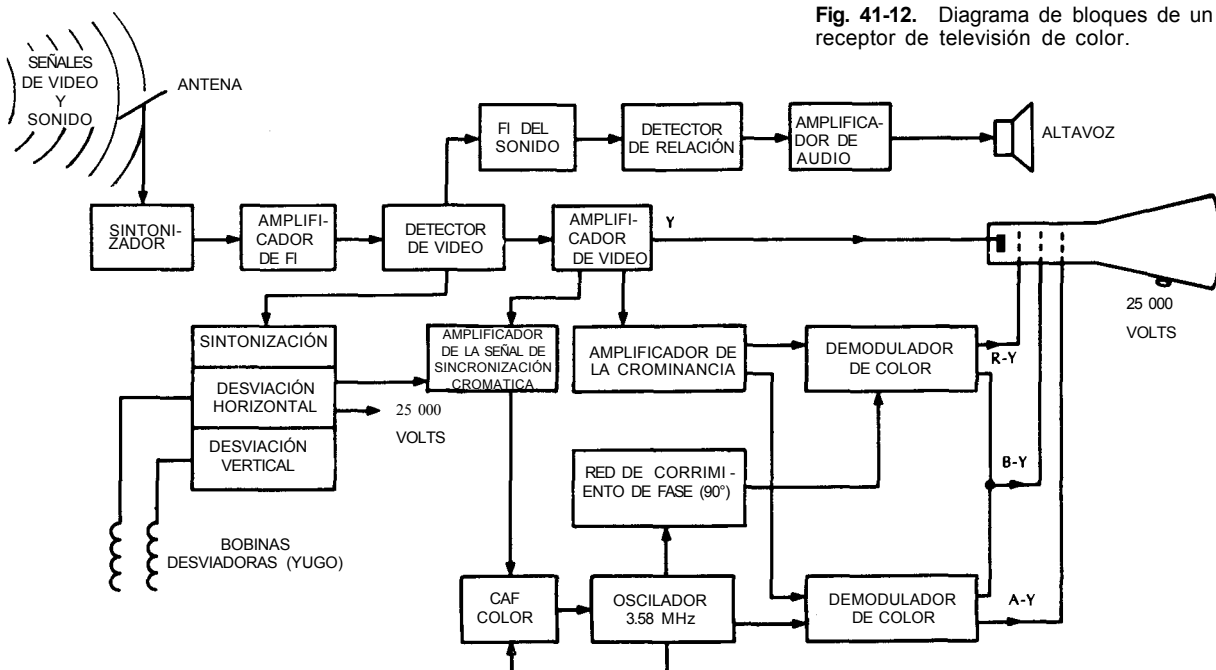 Fig. 41-12. Diagrama de bloques de un
receptor de televisión de color.
SEÑALES
DE VIDEO
Y
SONIDO
ANTENA
FI DEL
SONIDO
DETECTOR
DE RELACIÓN
AMPLIFICA-
DOR DE
AUDIO
ALTAVOZ
SINTONI-
ZADOR
AMPLIFI-
CADOR
DE FI
DETECTOR
DE VIDEO
AMPLIFI-
CADOR
DE VIDEO
Y
25 000
VOLTS
SINTONIZACIÓN
DESVIACIÓN
HORIZONTAL
DESVIACIÓN
VERTICAL
25 000
VOLTS
AMPLIFICADOR
DE LA SEÑAL DE
SINCRONIZACIÓN
CROMATICA
AMPLIFICADOR DE
LA CROMINANCIA
DEMODULADOR
DE COLOR
R-Y
RED DE CORRIMI-
ENTO DE FASE (90°)
B-Y
BOBINAS
DESVIADORAS (YUGO)
CAF
COLOR
OSCILADOR
3.58 MHz
DEMODULADOR
DE COLOR
A-Y